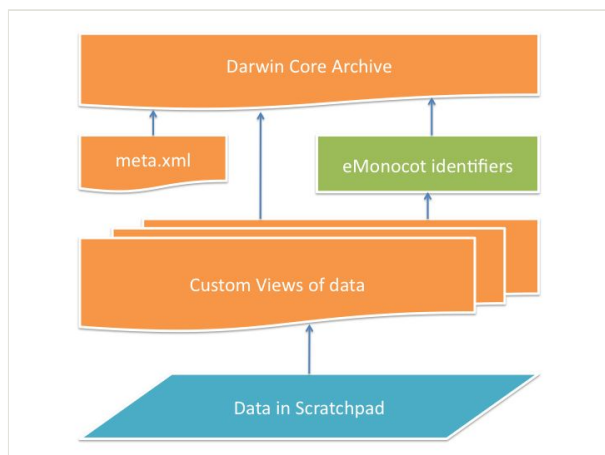 Darwin Core Archive
meta.xml
eMonocot identifiers
Custom Views of data
Data in Scratchpad